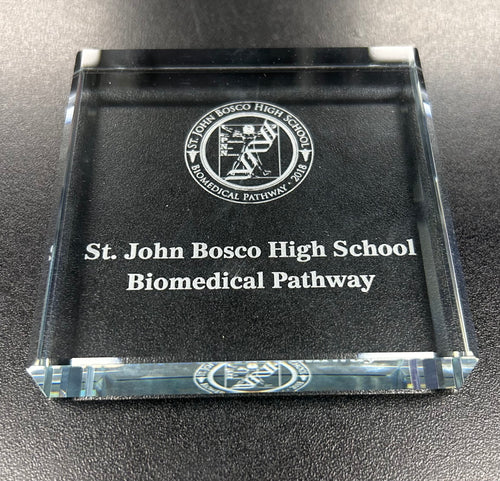 ST. JOHN BOSCO HIGH SCHOOL
BIOMEDICAL PATHWAY · 2018
St. John Bosco High School
Biomedical Pathway